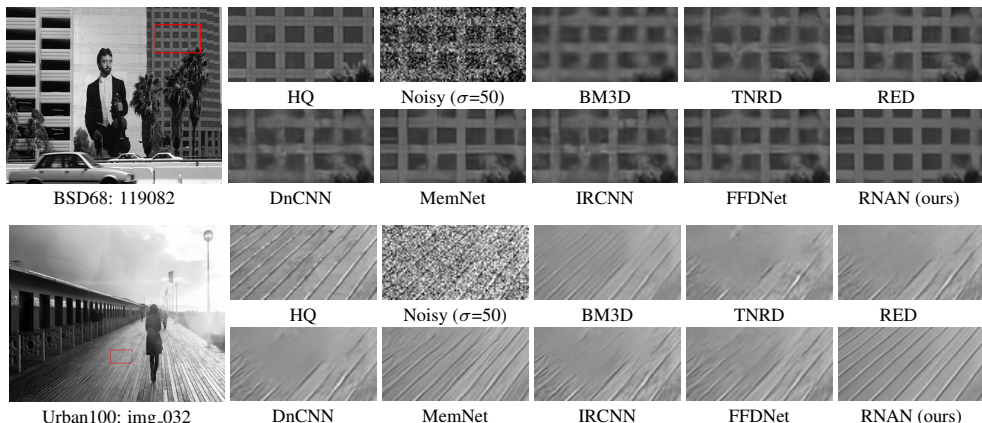 HQ Noisy (σ=50) BM3D TNRD RED
BSD68: 119082 DnCNN MemNet IRCNN FFDNet RNAN (ours)
HQ Noisy (σ=50) BM3D TNRD RED
Urban100: img_032 DnCNN MemNet IRCNN FFDNet RNAN (ours)